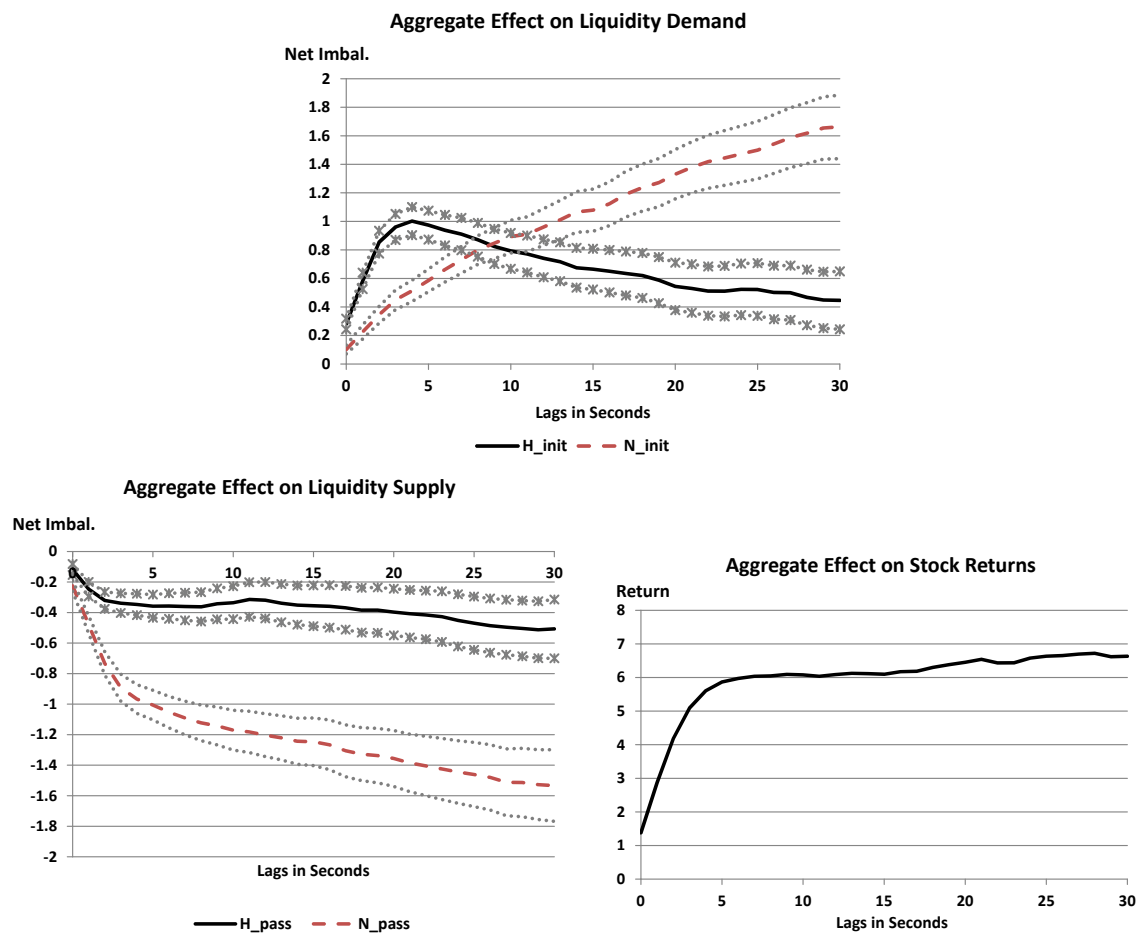 Aggregate Effect on Liquidity Demand
Net Imbal.
2
1.8
1.6
1.4
1.2
1
0.8
0.6
0.4
0.2
0
0 5 10 15 20 25 30
Lags in Seconds
H_init N_init
Aggregate Effect on Liquidity Supply
Net Imbal.
0
-0.2
-0.4
-0.6
-0.8
-1
-1.2
-1.4
-1.6
-1.8
-2
0 5 10 15 20 25 30
Lags in Seconds
H_pass N_pass
Aggregate Effect on Stock Returns
Return
8
7
6
5
4
3
2
1
0
0 5 10 15 20 25 30
Lags in Seconds